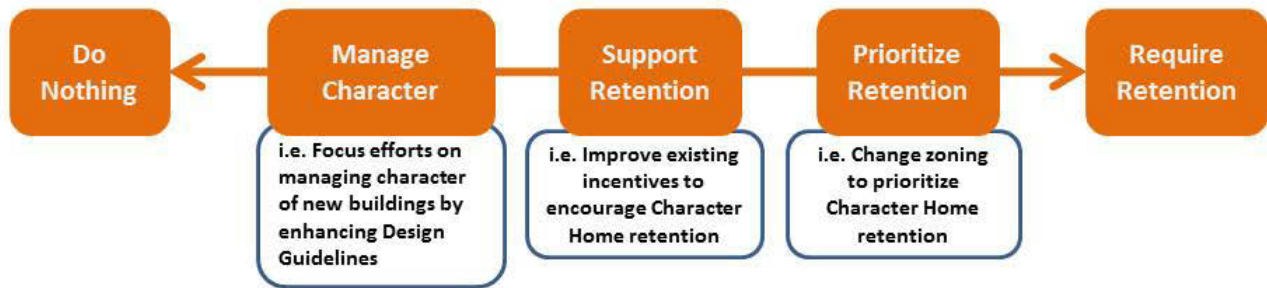 Do
Nothing
Manage
Character
Support
Retention
Prioritize
Retention
Require
Retention
i.e. Focus efforts on
managing character
of new buildings by
enhancing Design
Guidelines
i.e. Improve existing
incentives to
encourage Character
Home retention
i.e. Change zoning
to prioritize
Character Home
retention